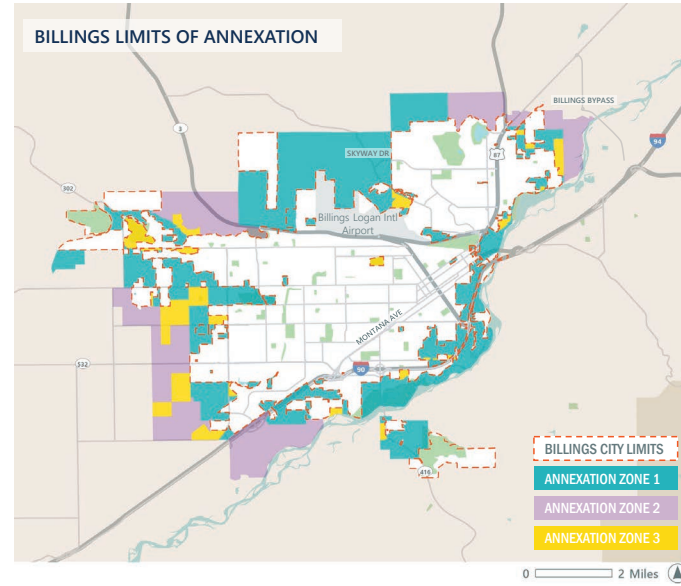 BILLINGS LIMITS OF ANNEXATION
BILLINGS BYPASS
3
94
SKYWAY DR
87
302
Billings Logan Intl
Airport
MONTANA AVE
532
90
416
BILLINGS CITY LIMITS
ANNEXATION ZONE 1
ANNEXATION ZONE 2
ANNEXATION ZONE 3
0 2 Miles